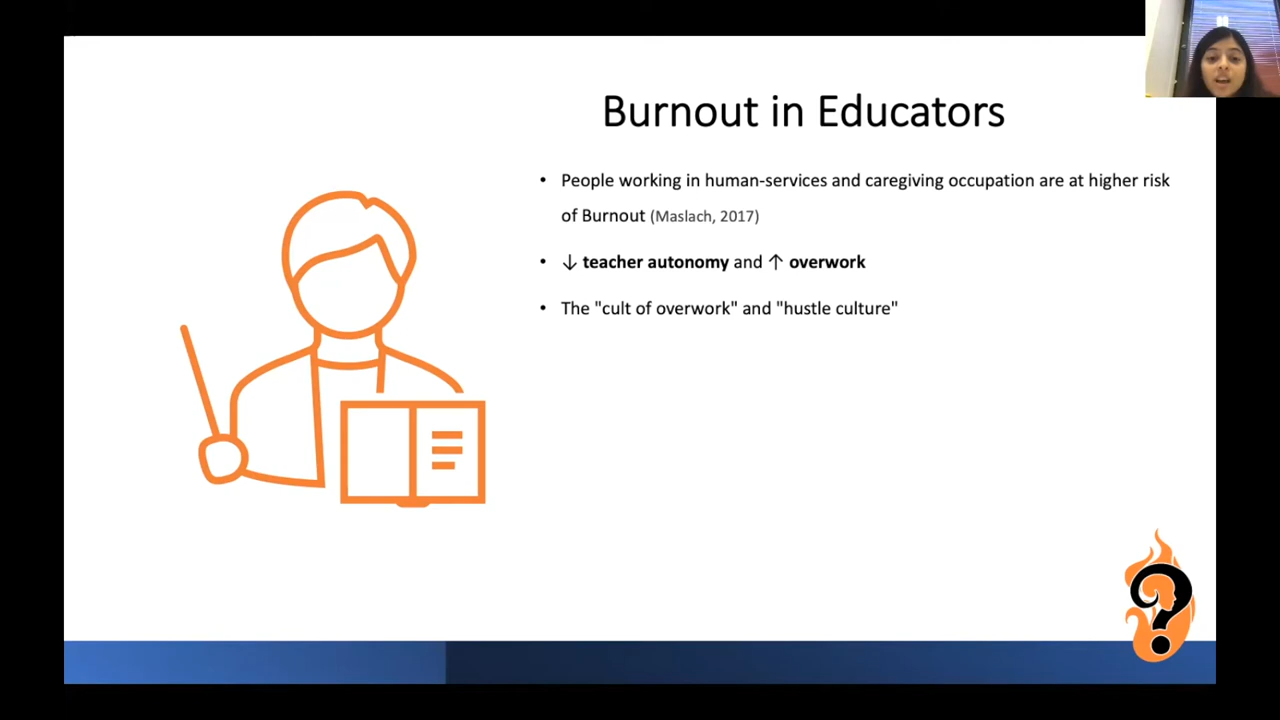 Burnout in Educators
• People working in human-services and caregiving occupation are at higher risk
of Burnout (Maslach, 2017)
• ↓ teacher autonomy and ↑ overwork
• The "cult of overwork" and "hustle culture"
?